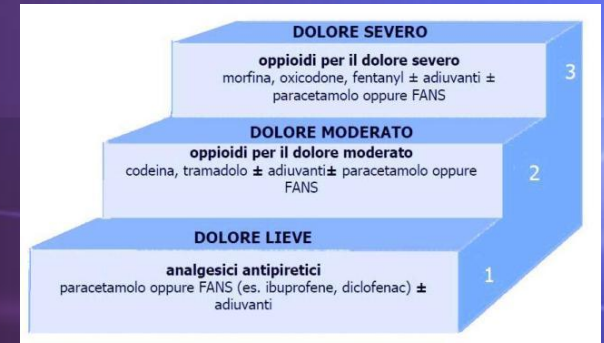 DOLORE SEVERO
oppioidi per il dolore severo
morfina, oxicodone, fentanyl ± adiuvanti ±
paracetamolo oppure FANS
3
DOLORE MODERATO
oppioidi per il dolore moderato
codeina, tramadolo ± adiuvanti± paracetamolo oppure
FANS
2
DOLORE LIEVE
analgesici antipiretici
paracetamolo oppure FANS (es. ibuprofene, diclofenac) ±
adiuvanti
1